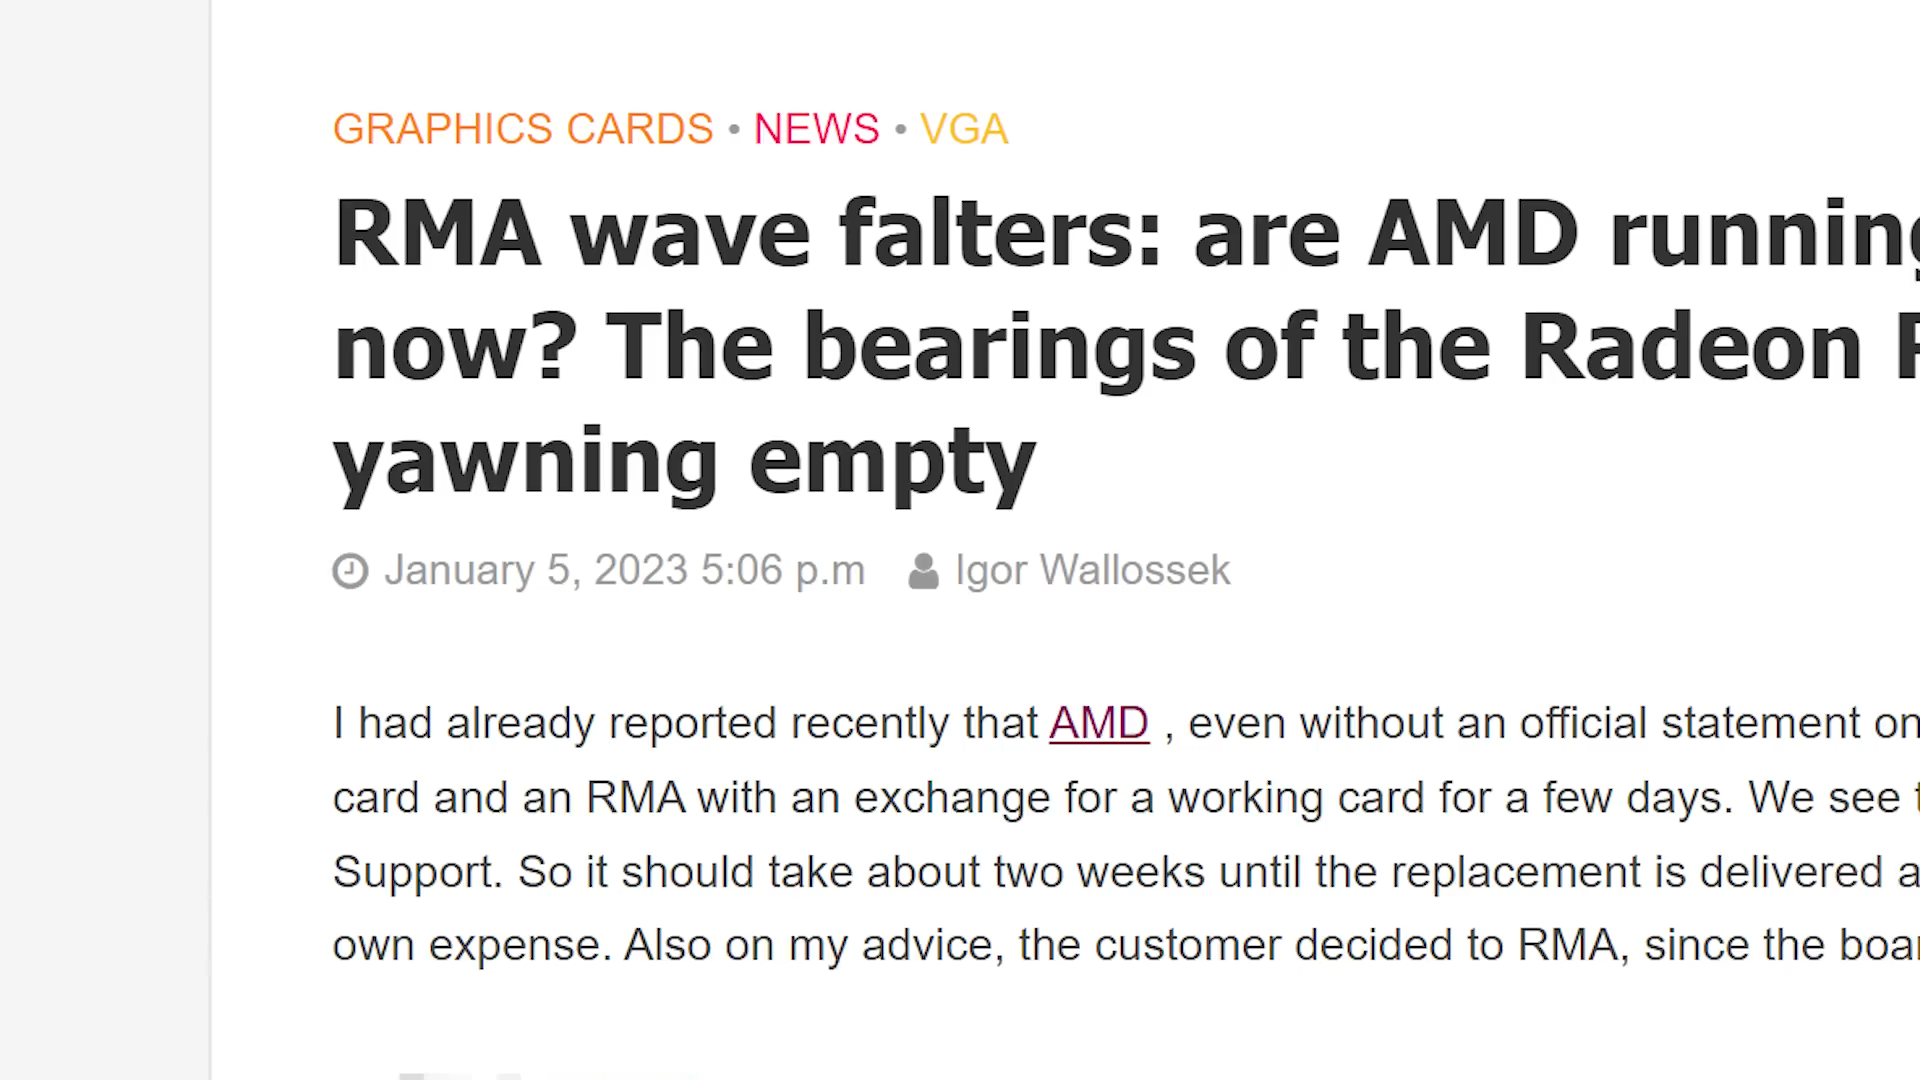 GRAPHICS CARDS • NEWS • VGA
RMA wave falters: are AMD running
now? The bearings of the Radeon
yawning empty
January 5, 2023 5:06 p.m Igor Wallossek
I had already reported recently that AMD , even without an official statement on
card and an RMA with an exchange for a working card for a few days. We see
Support. So it should take about two weeks until the replacement is delivered
own expense. Also on my advice, the customer decided to RMA, since the